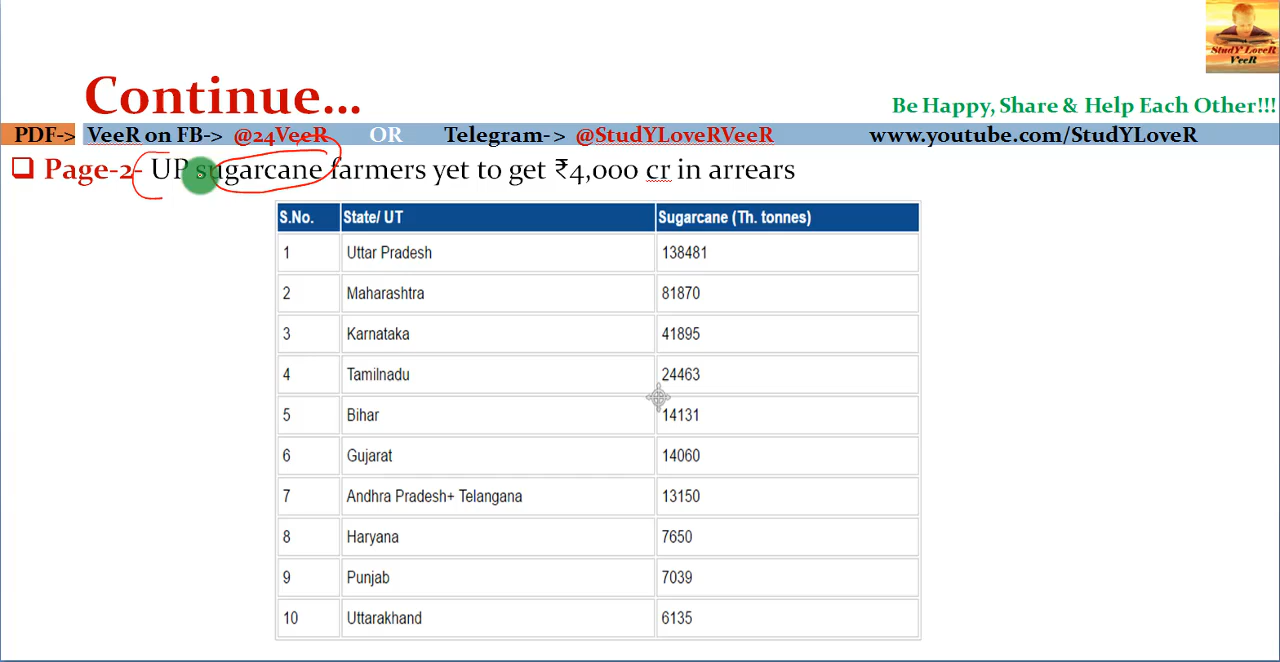 StudY LoveR
VeeR
Continue...
Be Happy, Share & Help Each Other!!!
PDF-> VeeR on FB-> @24VeeR OR Telegram-> @StudYLoveRVeeR www.youtube.com/StudYLoveR
Page-2- UP sugarcane farmers yet to get ₹4,000 cr in arrears
S.No. State/ UT Sugarcane (Th. tonnes)
1 Uttar Pradesh 138481
2 Maharashtra 81870
3 Karnataka 41895
4 Tamilnadu 24463
5 Bihar 14131
6 Gujarat 14060
7 Andhra Pradesh+ Telangana 13150
8 Haryana 7650
9 Punjab 7039
10 Uttarakhand 6135